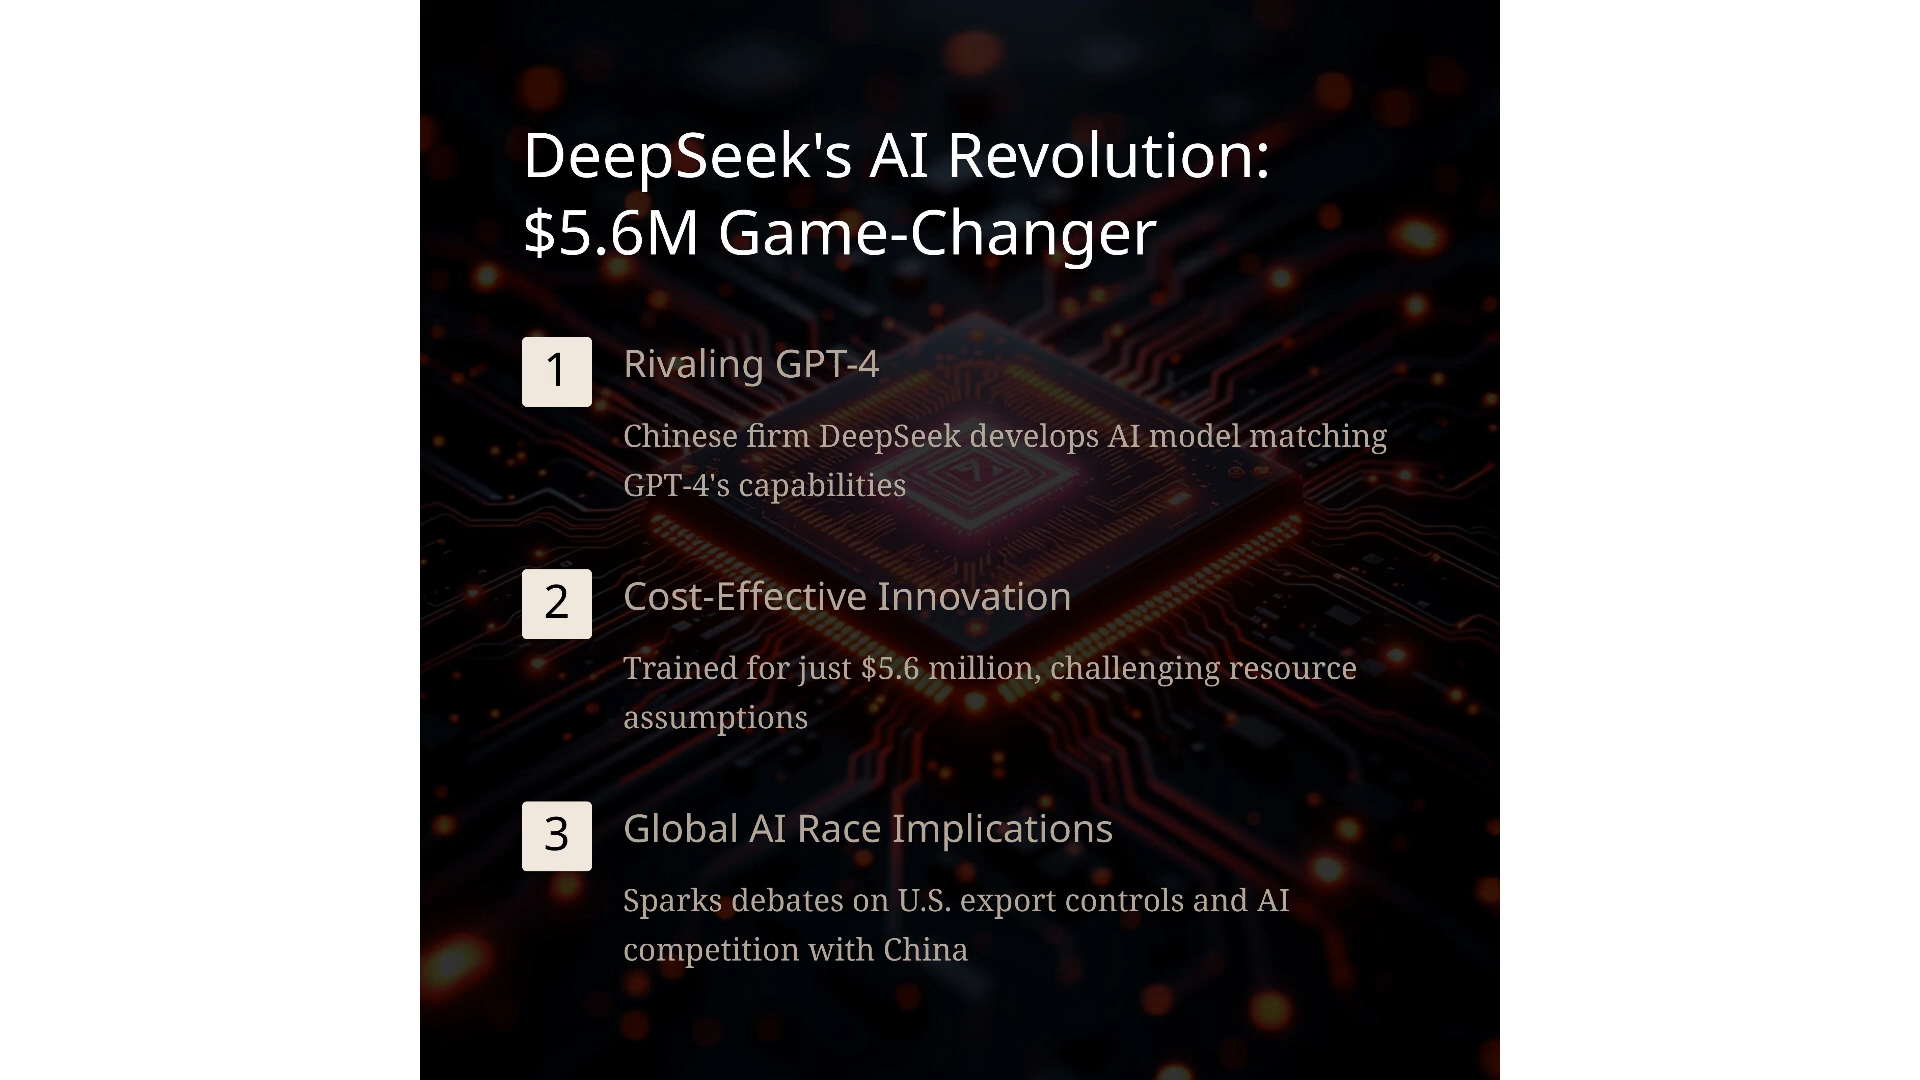 DeepSeek's AI Revolution:
$5.6M Game-Changer
1
Rivaling GPT-4
Chinese firm DeepSeek develops AI model matching
GPT-4's capabilities
2
Cost-Effective Innovation
Trained for just $5.6 million, challenging resource
assumptions
3
Global AI Race Implications
Sparks debates on U.S. export controls and AI
competition with China